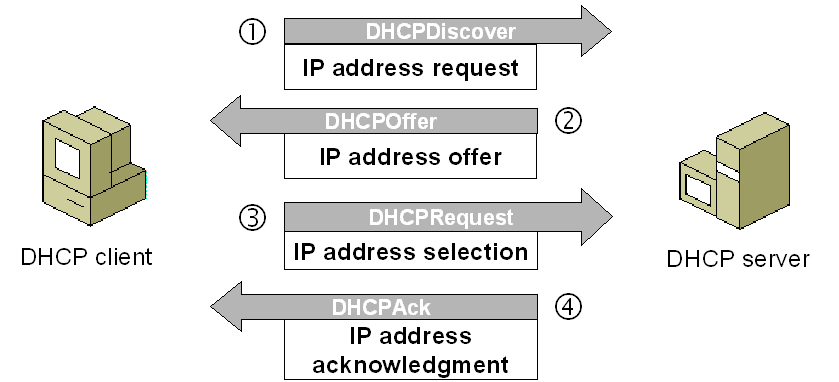 ① DHCPDiscover
IP address request
DHCPOffer ②
IP address offer
③ DHCPRequest
IP address selection
DHCP client
DHCP server
DHCPAck ④
IP address
acknowledgment